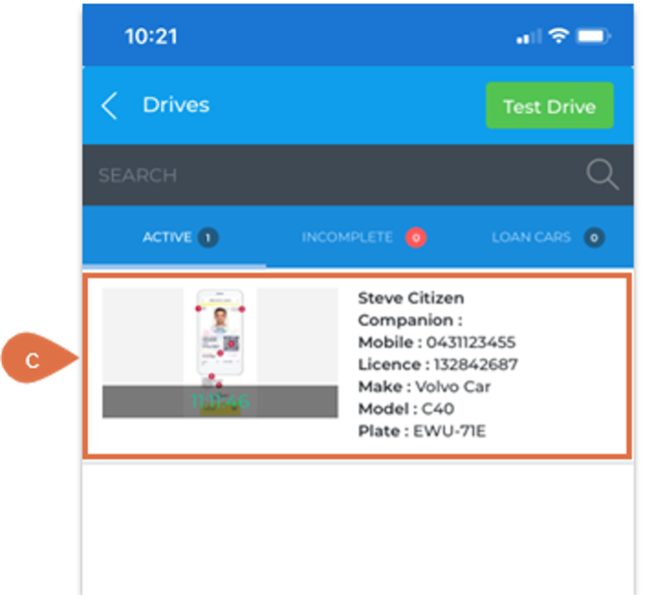 10:21
Drives
Test Drive
SEARCH
ACTIVE 1
INCOMPLETE 0
LOAN CARS 0
C
11:11:46
Steve Citizen
Companion :
Mobile : 0431123455
Licence : 132842687
Make : Volvo Car
Model : C40
Plate : EWU-71E